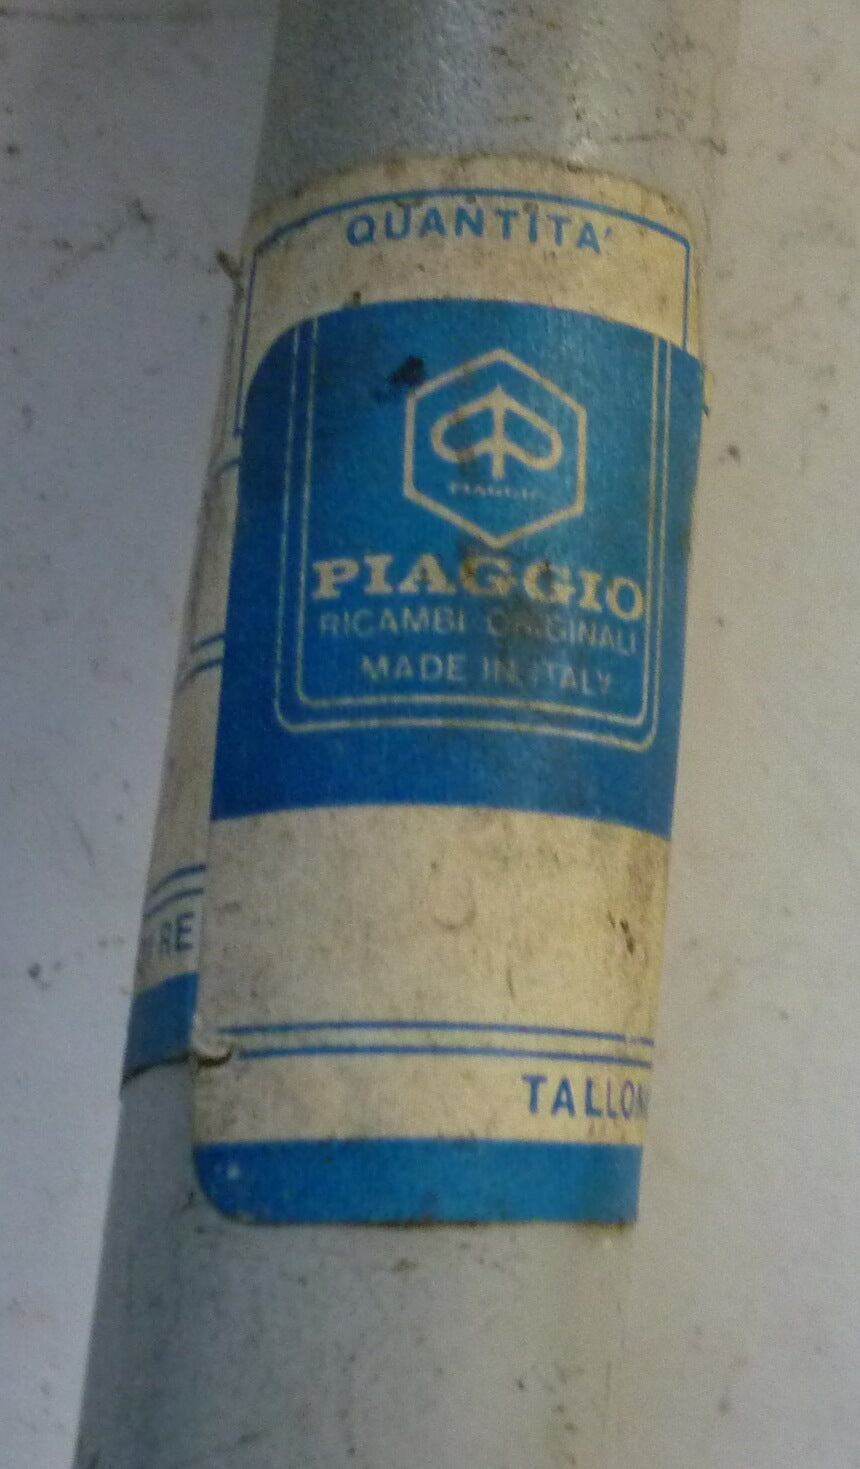 QUANTITA'
PIAGGIO
PIAGGIO
RICAMBI ORIGINALI
MADE IN ITALY
RE
TALLON